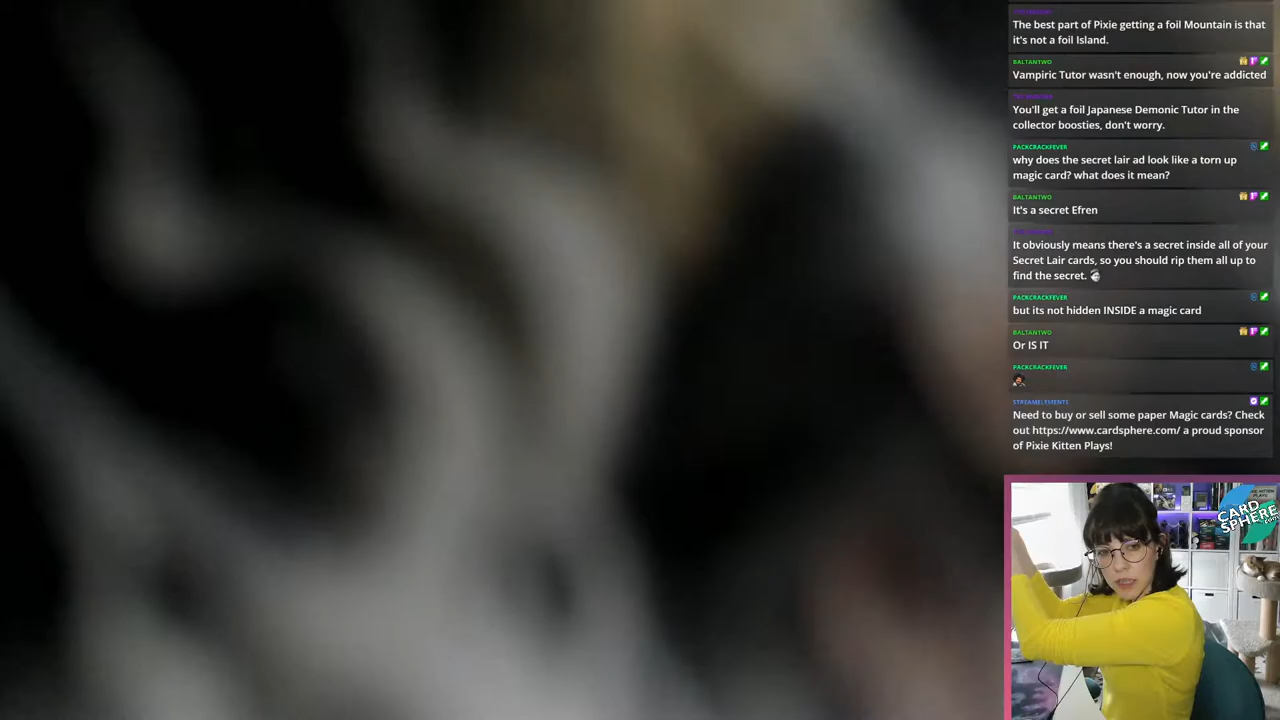 The best part of Pixie getting a foil Mountain is that
it's not a foil Island.
BALTANTWO
Vampiric Tutor wasn't enough, now you're addicted
You'll get a foil Japanese Demonic Tutor in the
collector boosties, don't worry.
PACKCRACKFEVER
why does the secret lair ad look like a torn up
magic card? what does it mean?
BALTANTWO
It's a secret Efren
It obviously means there's a secret inside all of your
Secret Lair cards, so you should rip them all up to
find the secret.
PACKCRACKFEVER
but its not hidden INSIDE a magic card
BALTANTWO
Or IS IT
PACKCRACKFEVER
STREAMELEMENTS
Need to buy or sell some paper Magic cards? Check
out https://www.cardsphere.com/ a proud sponsor
of Pixie Kitten Plays!
CARD
SPHERE
.com